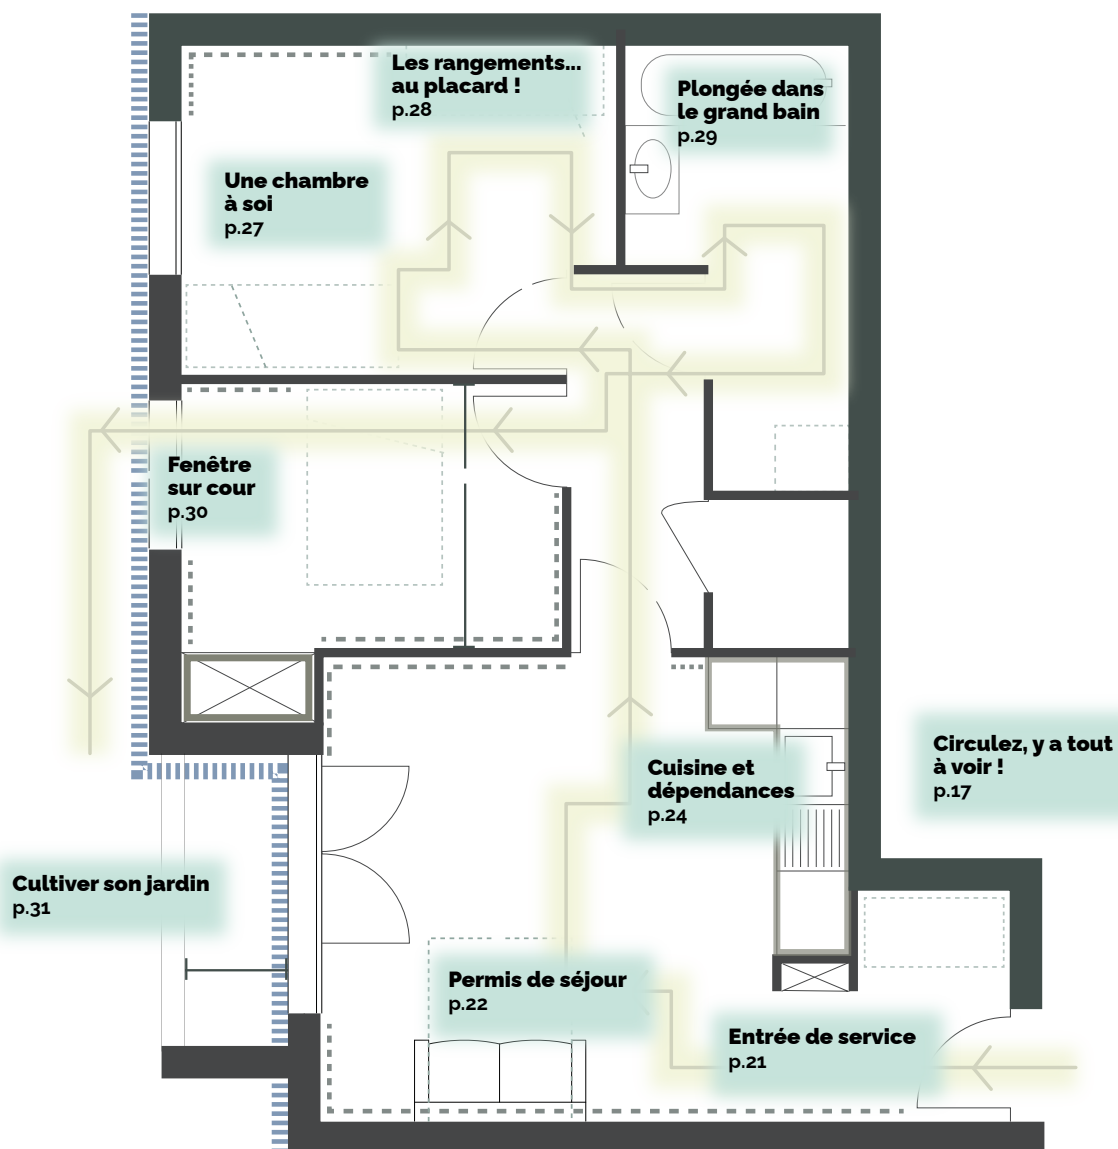 Les rangements...
au placard !
p.28
Plongée dans
le grand bain
p.29
Une chambre
à soi
p.27
Fenêtre
sur cour
p.30
Circulez, y a tout
à voir !
p.17
Cuisine et
dépendances
p.24
Cultiver son jardin
p.31
Permis de séjour
p.22
Entrée de service
p.21